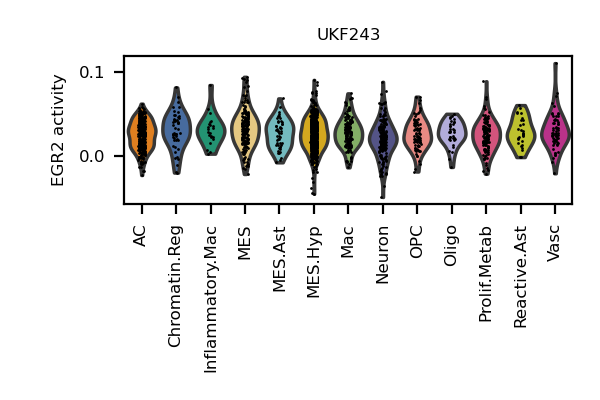 UKF243
EGR2 activity
0.1
0.0
AC
Chromatin.Reg
Inflammatory.Mac
MES
MES.Ast
MES.Hyp
Mac
Neuron
OPC
Oligo
Prolif.Metab
Reactive.Ast
Vasc